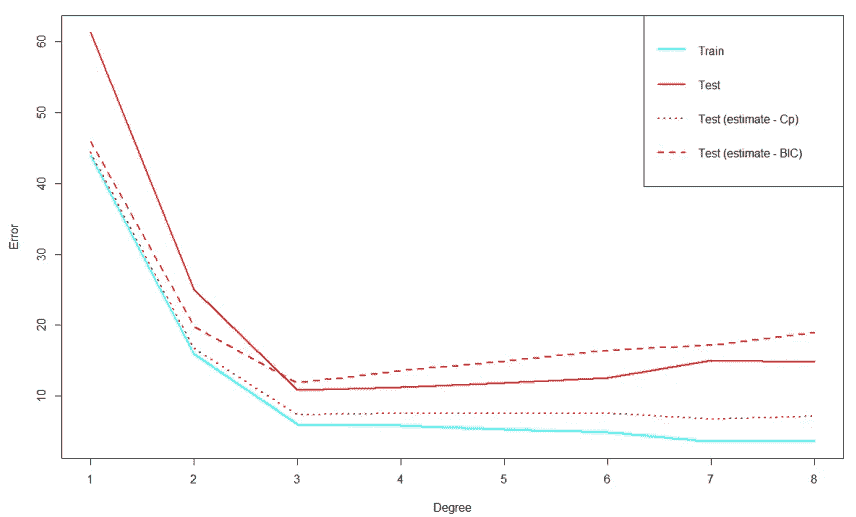 Train
Test
Test (estimate - Cp)
Test (estimate - BIC)
60
50
40
30
20
10
Error
1 2 3 4 5 6 7 8
Degree